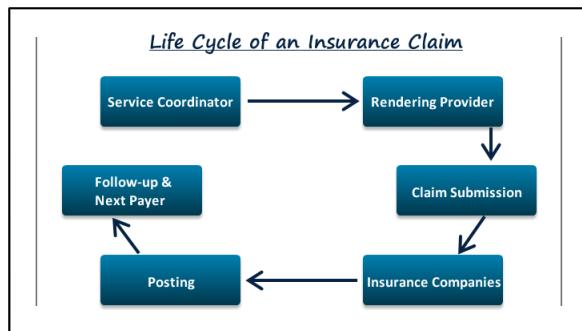 Life Cycle of an Insurance Claim
Service Coordinator
Rendering Provider
Claim Submission
Insurance Companies
Posting
Follow-up &
Next Payer